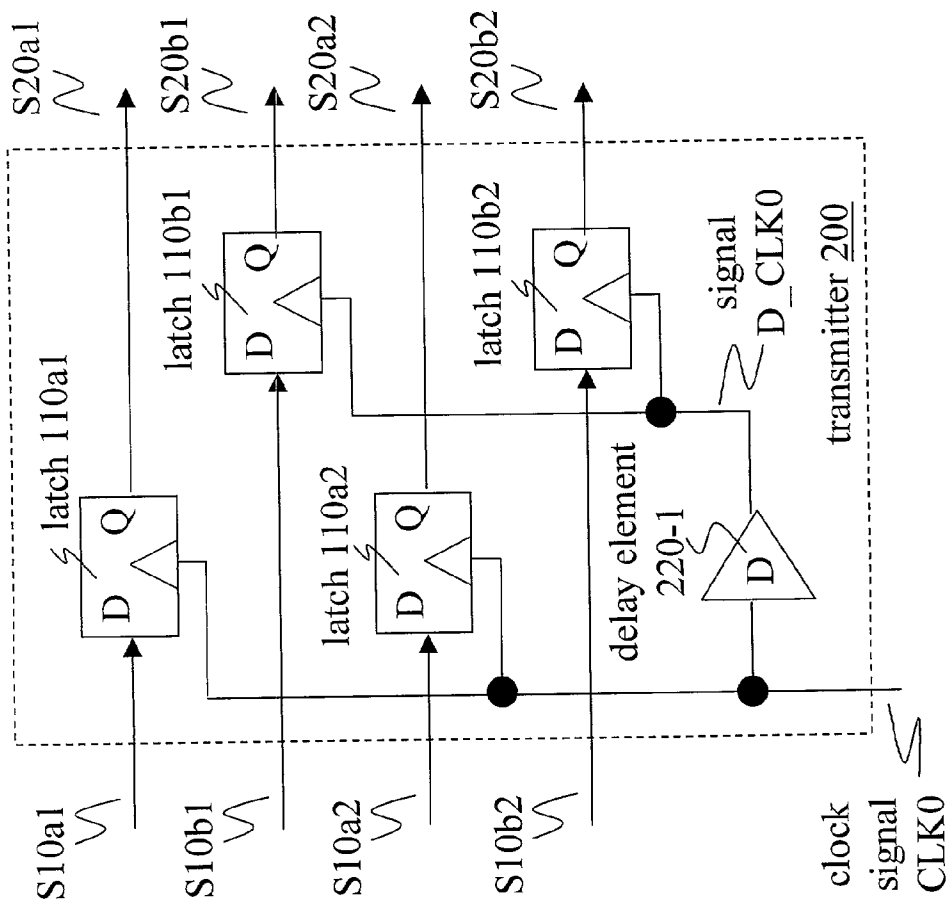 S10a1
S10b1
S10a2
S10b2
clock
signal
CLK0
latch 110a1
D Q
latch 110b1
D Q
latch 110a2
D Q
latch 110b2
D Q
delay element
220-1
D
signal
D_CLK0
transmitter 200
S20a1
S20b1
S20a2
S20b2